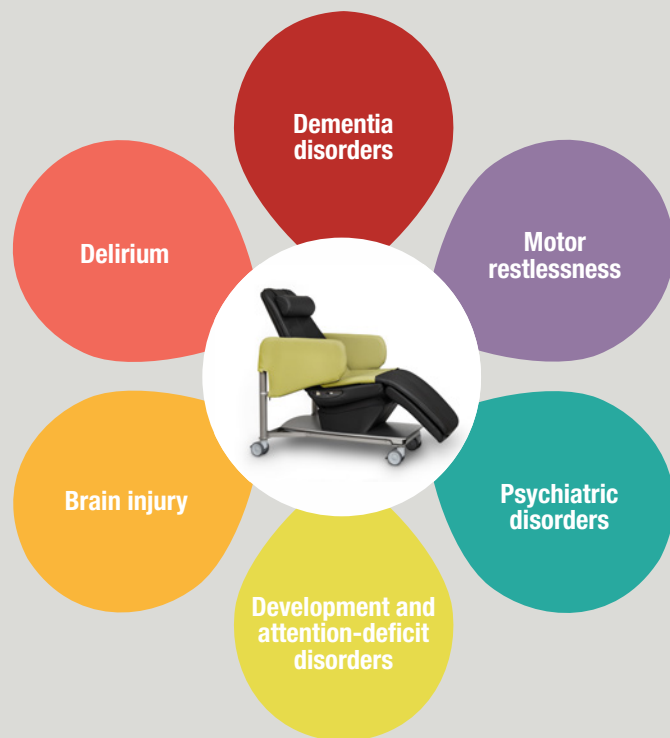 Dementia
disorders
Motor
restlessness
Psychiatric
disorders
Development and
attention-deficit
disorders
Brain injury
Delirium